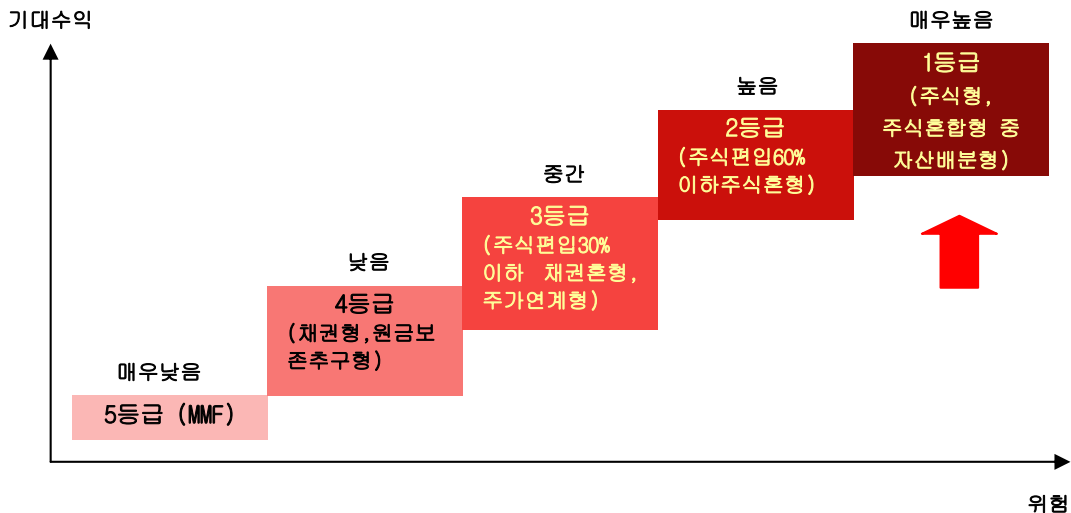 기대수익
매우높음
1등급
(주식형,
주식혼합형 중
자산배분형)
높음
2등급
(주식편입60%
이하주식혼형)
중간
3등급
(주식편입30%
이하 채권혼형,
주가연계형)
낮음
4등급
(채권형,원금보
존추구형)
매우낮음
5등급 (MMF)
위험